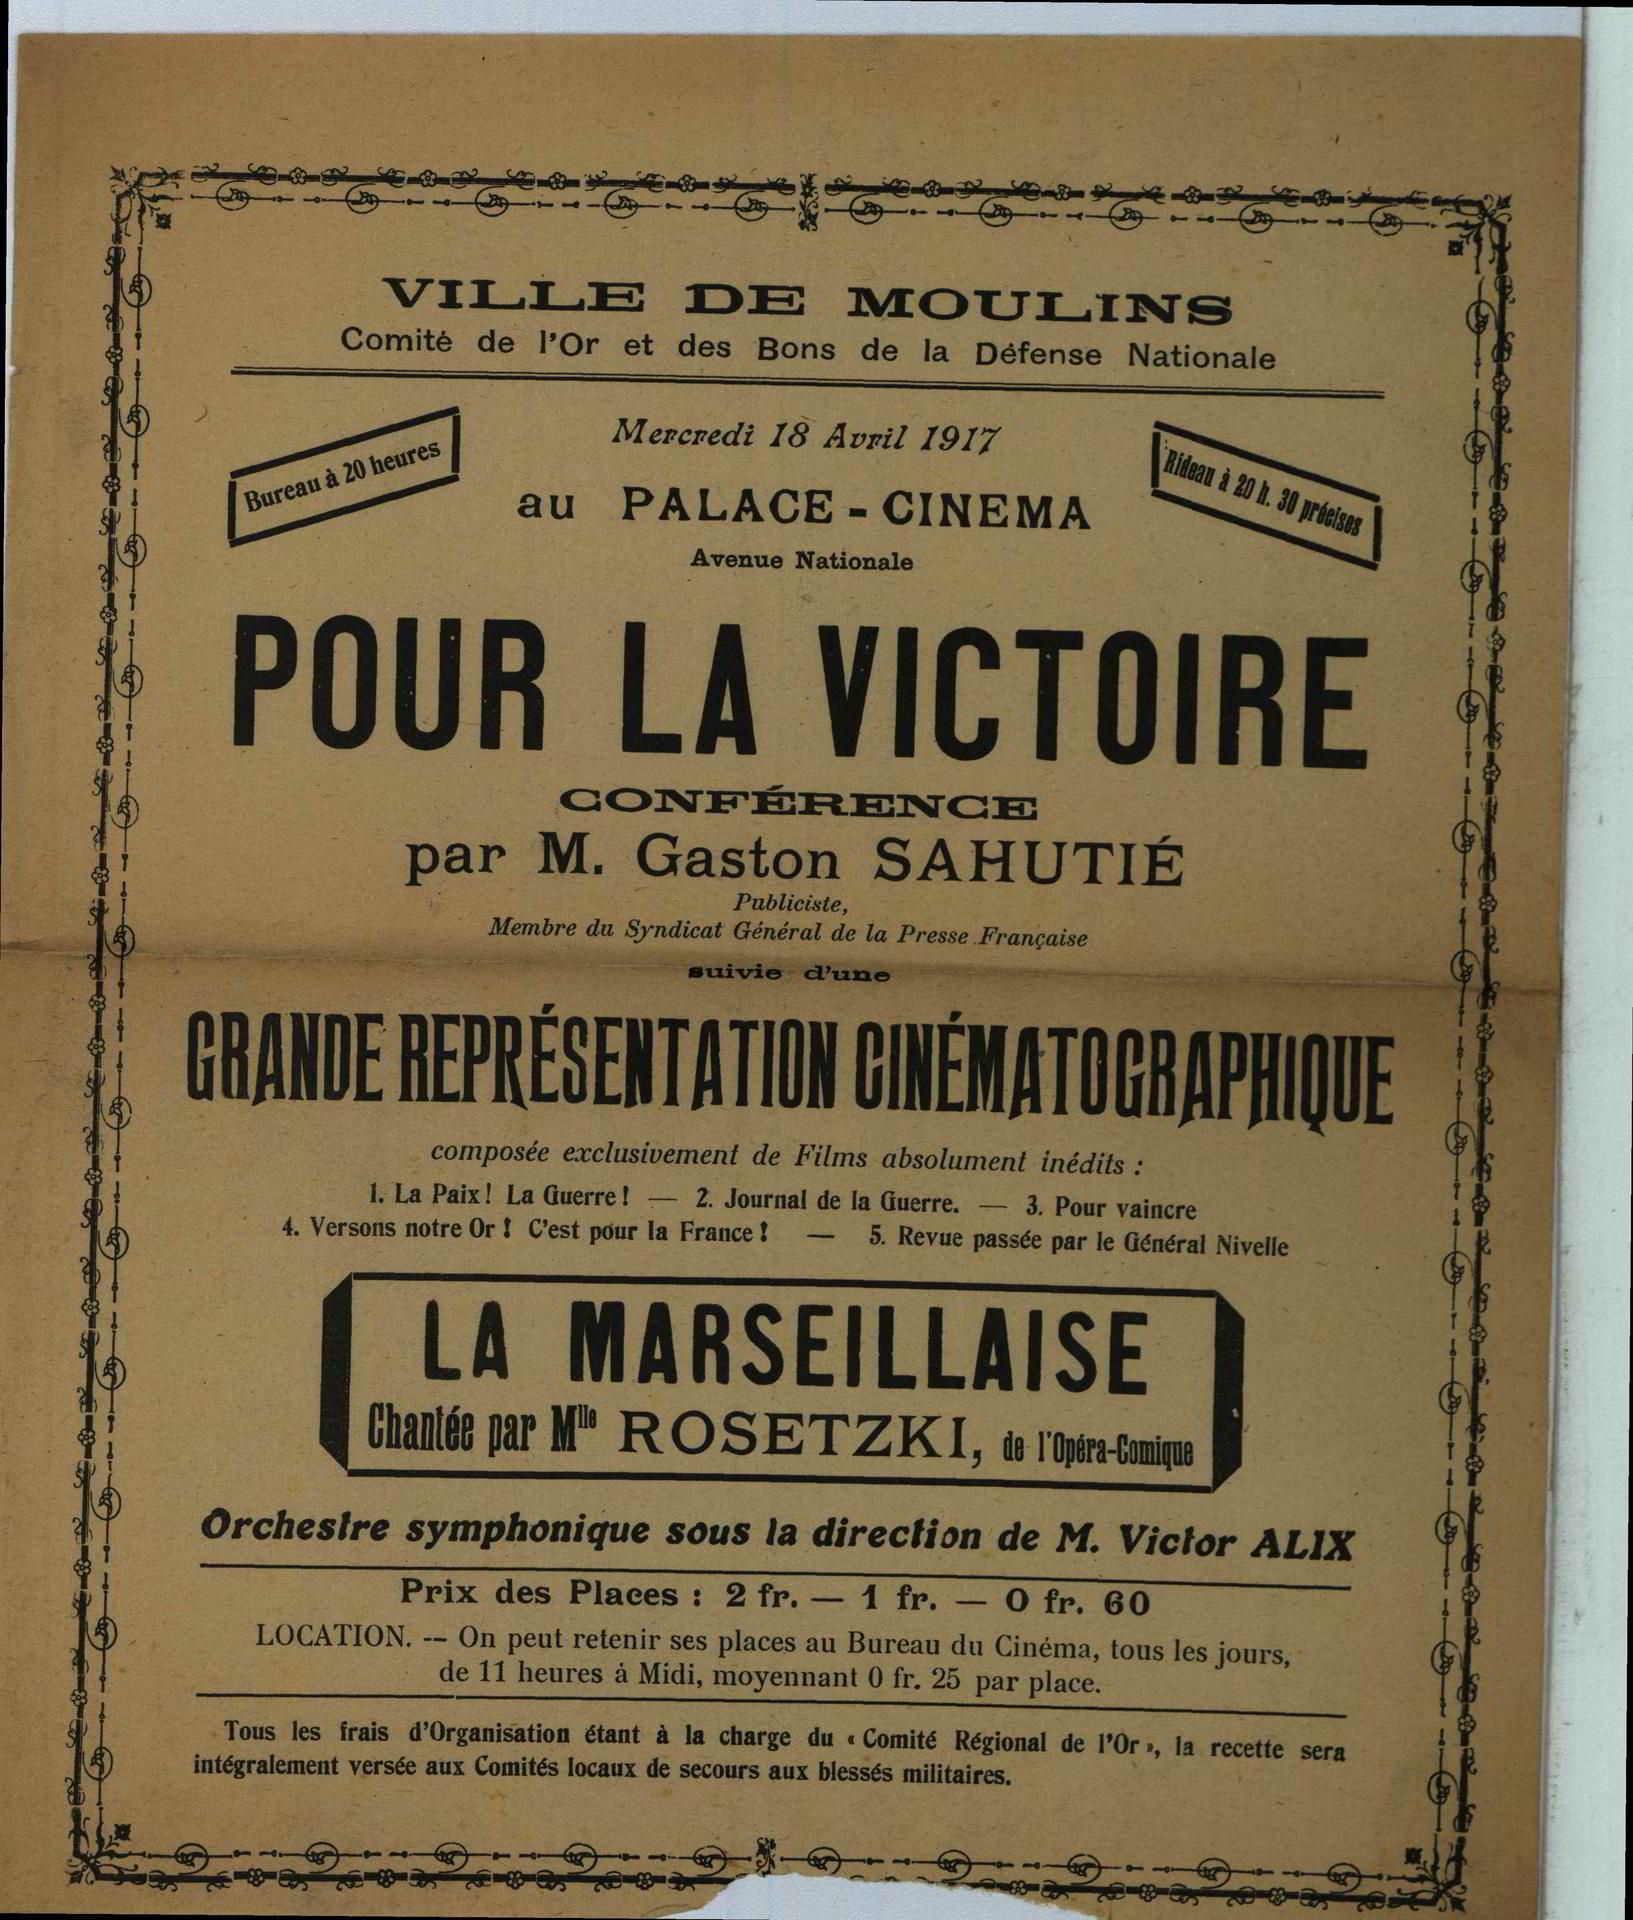 VILLE DE MOULINS
Comité de l'Or et des Bons de la Défense Nationale
Bureau à 20 heures
Mercredi 18 Avril 1917
Rideau à 20 h. 30 précises
au PALACE-CINEMA
Avenue Nationale
POUR LA VICTOIRE
CONFÉRENCE
par M. Gaston SAHUTIÉ
Publiciste,
Membre du Syndicat Général de la Presse Française
suivie d'une
GRANDE REPRÉSENTATION CINÉMATOGRAPHIQUE
composée exclusivement de Films absolument inédits :
1. La Paix! La Guerre! — 2. Journal de la Guerre. — 3. Pour vaincre
4. Versons notre Or! C'est pour la France! — 5. Revue passée par le Général Nivelle
LA MARSEILLAISE
Chantée par Mlle ROSETZKI, de l'Opéra-Comique
Orchestre symphonique sous la direction de M. Victor ALIX
Prix des Places : 2 fr. — 1 fr. — 0 fr. 60
LOCATION. -- On peut retenir ses places au Bureau du Cinéma, tous les jours,
de 11 heures à Midi, moyennant 0 fr. 25 par place.
Tous les frais d'Organisation étant à la charge du « Comité Régional de l'Or », la recette sera
intégralement versée aux Comités locaux de secours aux blessés militaires.